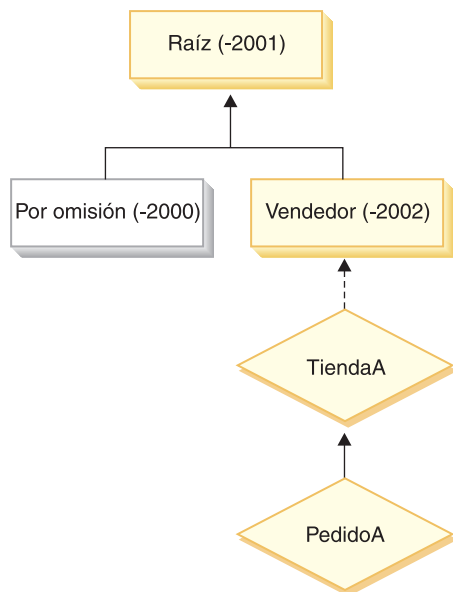 Raíz (-2001)
Por omisión (-2000)
Vendedor (-2002)
TiendaA
PedidoA